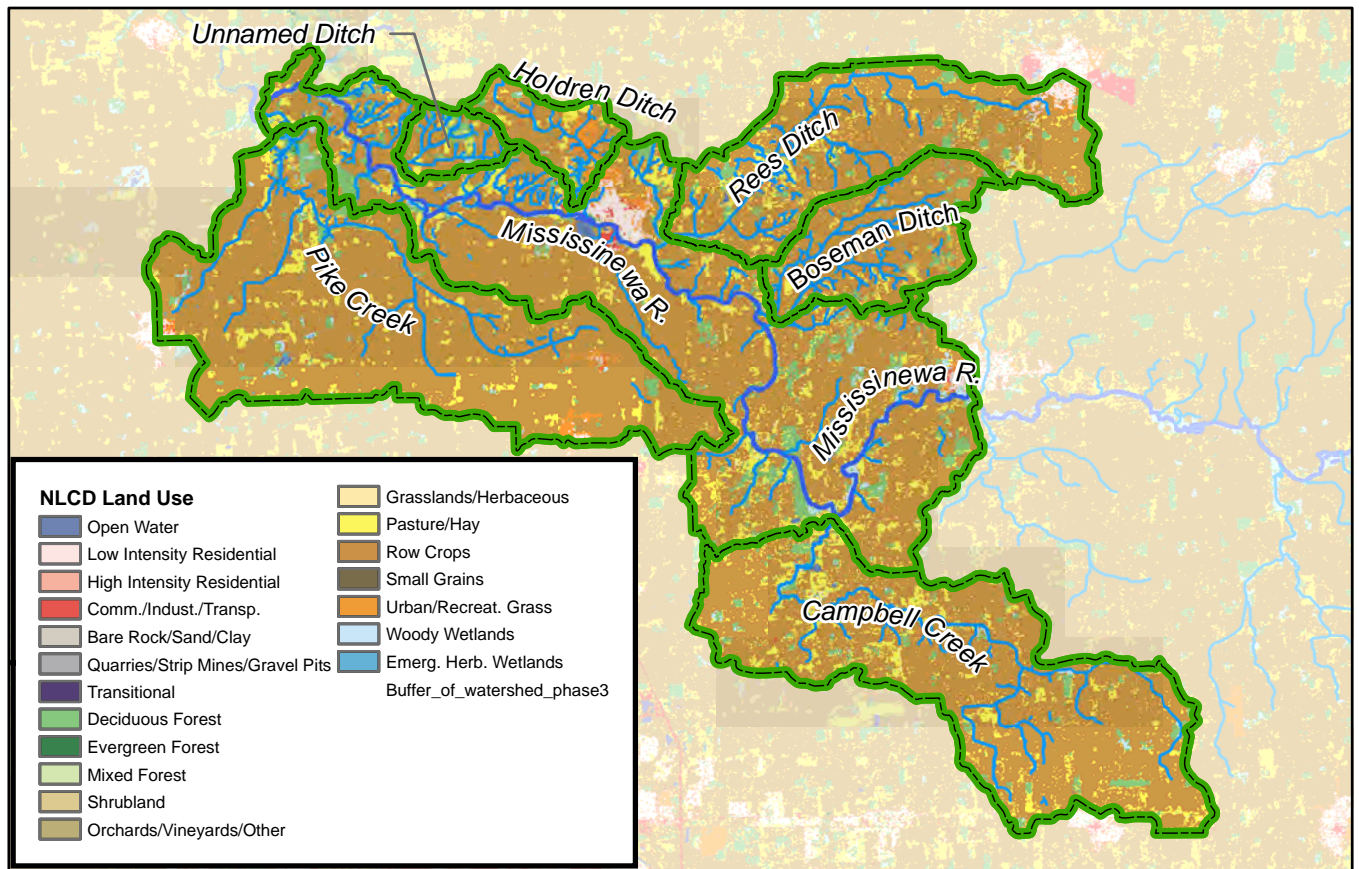 Unnamed Ditch
Holdren Ditch
Rees Ditch
Boseman Ditch
Mississinewa R.
Pike Creek
Mississinewa R.
Campbell Creek
NLCD Land Use
Open Water
Low Intensity Residential
High Intensity Residential
Comm./Indust./Transp.
Bare Rock/Sand/Clay
Quarries/Strip Mines/Gravel Pits
Transitional
Deciduous Forest
Evergreen Forest
Mixed Forest
Shrubland
Orchards/Vineyards/Other
Grasslands/Herbaceous
Pasture/Hay
Row Crops
Small Grains
Urban/Recreat. Grass
Woody Wetlands
Emerg. Herb. Wetlands
Buffer_of_watershed_phase3